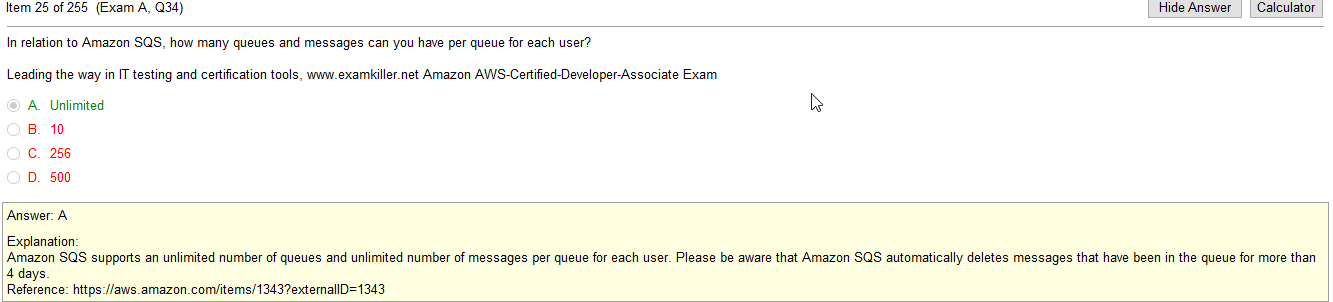 Item 25 of 255 (Exam A, Q34)
Hide Answer
Calculator
In relation to Amazon SQS, how many queues and messages can you have per queue for each user?
Leading the way in IT testing and certification tools, www.examkiller.net Amazon AWS-Certified-Developer-Associate Exam
A. Unlimited
B. 10
C. 256
D. 500
Answer: A
Explanation:
Amazon SQS supports an unlimited number of queues and unlimited number of messages per queue for each user. Please be aware that Amazon SQS automatically deletes messages that have been in the queue for more than
4 days.
Reference: https://aws.amazon.com/items/1343?externalID=1343